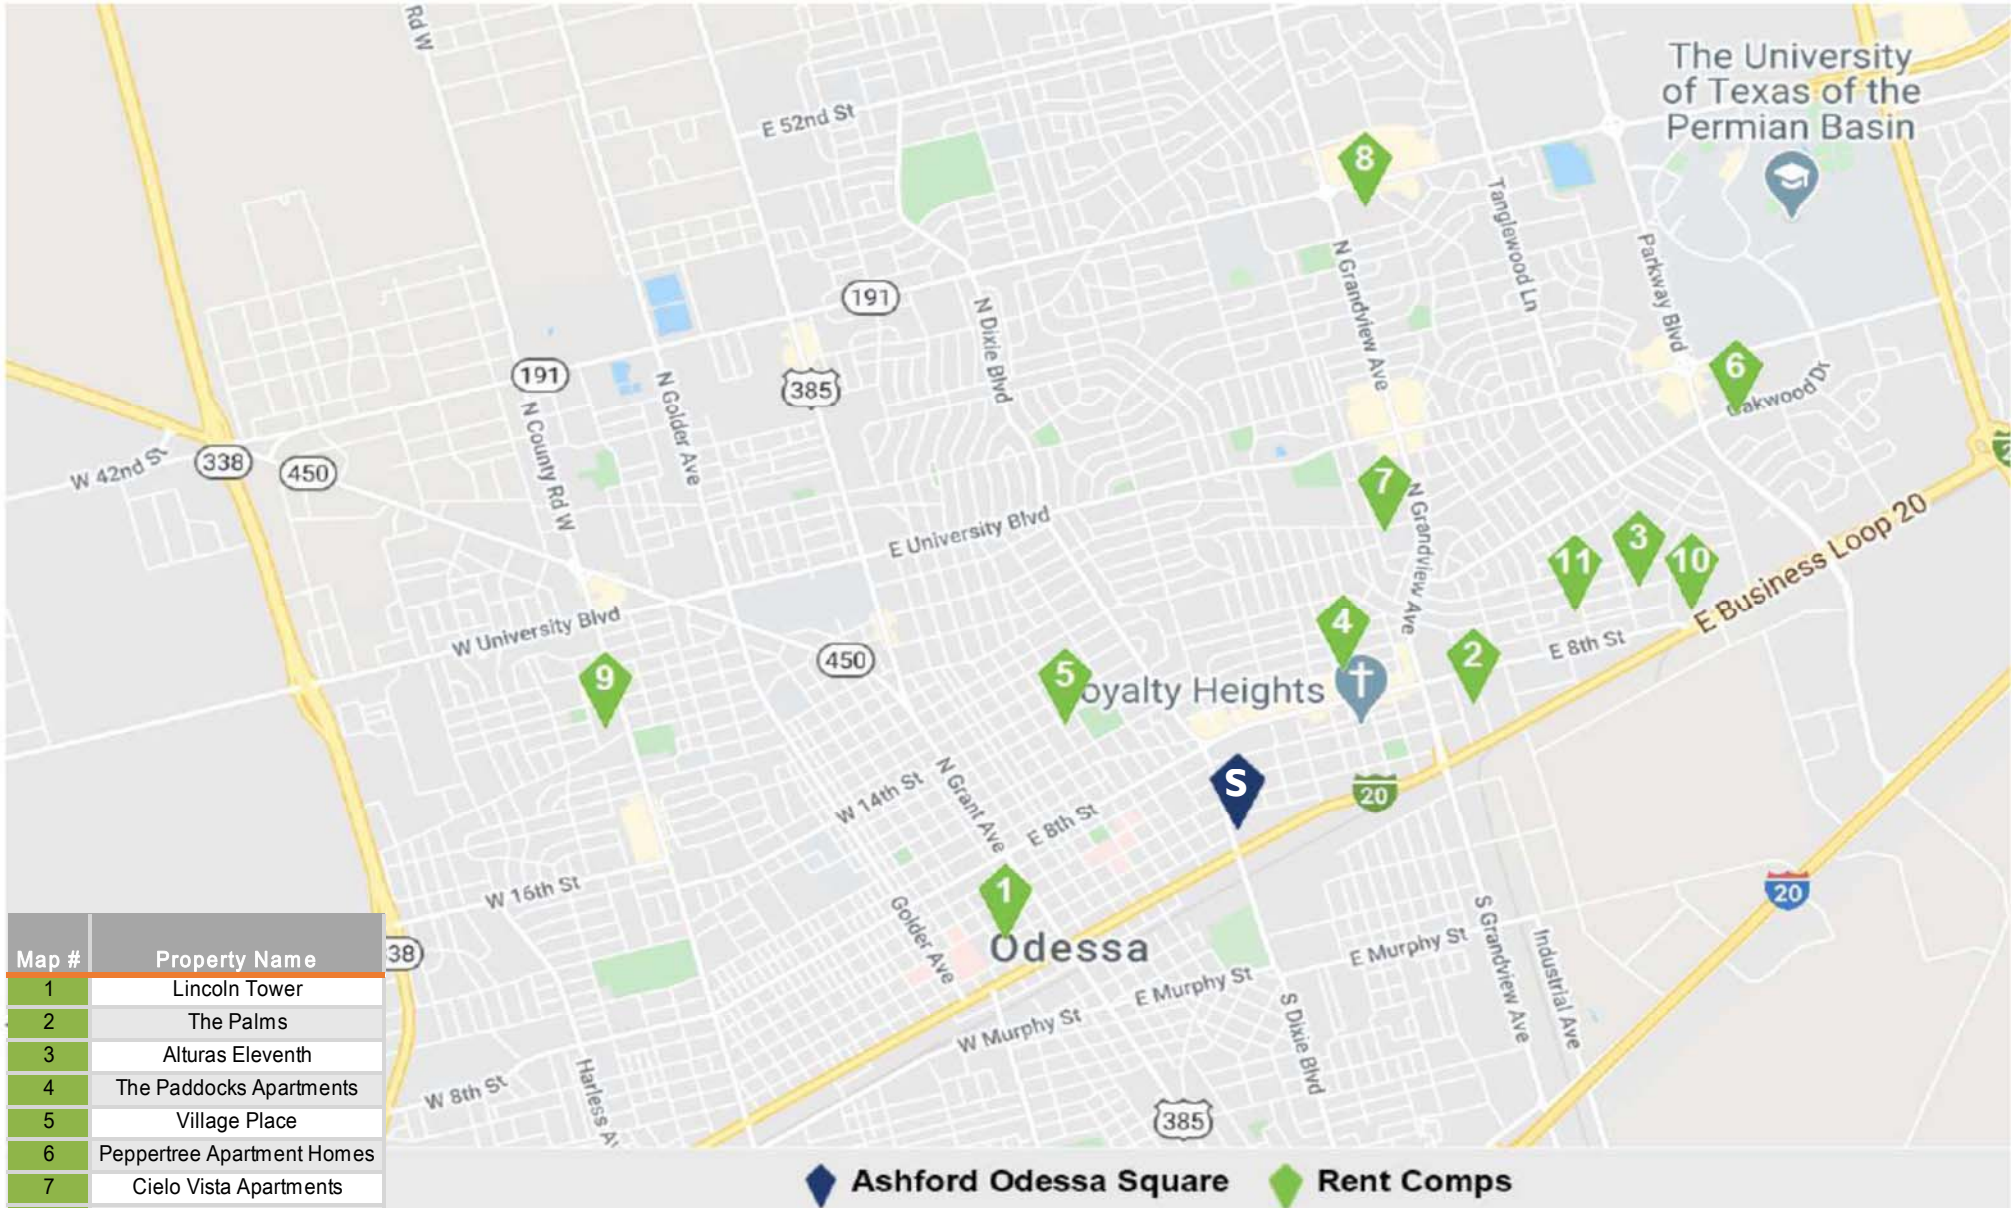 Rd W
E 52nd St
The University
of Texas of the
Permian Basin
8
Tanglewood Ln
N Grandview Ave
Parkway Blvd
191
N Dixie Blvd
191
385
N Golder Ave
N County Rd W
6
Oakwood Dr
W 42nd St
338
450
2
7
N Grandview Ave
E University Blvd
E Business Loop 20
3
11
10
4
W University Blvd
450
5
2
E 8th St
9
oyalty Heights
S
20
W 14th St
N Grant Ave
E 8th St
1
W 16th St
Golder Ave
20
Odessa
38
E Murphy St
S Grandview Ave
Industrial Ave
E Murphy St
W Murphy St
S Dixie Blvd
W 8th St
Harless A
385
Map # Property Name
1 Lincoln Tower
2 The Palms
3 Alturas Eleventh
4 The Paddocks Apartments
5 Village Place
6 Peppertree Apartment Homes
7 Cielo Vista Apartments
Ashford Odessa Square
Rent Comps